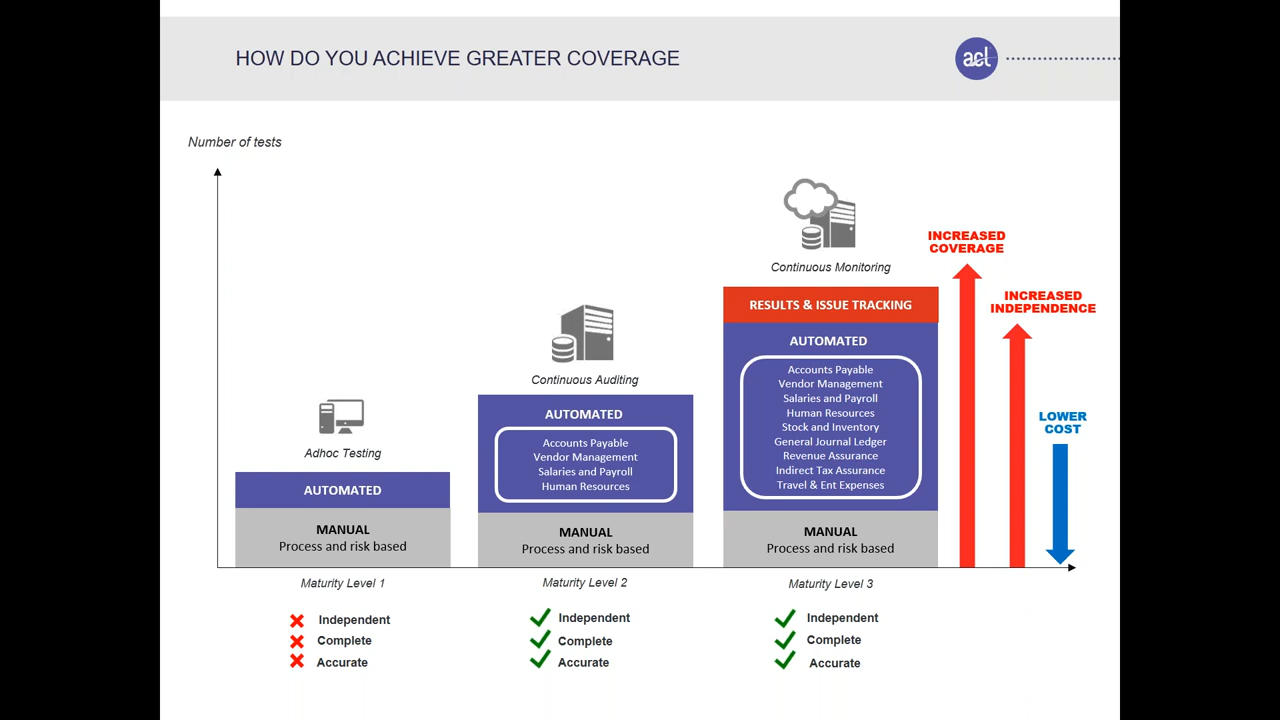 HOW DO YOU ACHIEVE GREATER COVERAGE
acl
Number of tests
Adhoc Testing
AUTOMATED
MANUAL
Process and risk based
Maturity Level 1
Independent
Complete
Accurate
Continuous Auditing
AUTOMATED
Accounts Payable
Vendor Management
Salaries and Payroll
Human Resources
MANUAL
Process and risk based
Maturity Level 2
Independent
Complete
Accurate
Continuous Monitoring
RESULTS & ISSUE TRACKING
AUTOMATED
Accounts Payable
Vendor Management
Salaries and Payroll
Human Resources
Stock and Inventory
General Journal Ledger
Revenue Assurance
Indirect Tax Assurance
Travel & Ent Expenses
MANUAL
Process and risk based
Maturity Level 3
Independent
Complete
Accurate
INCREASED
COVERAGE
INCREASED
INDEPENDENCE
LOWER
COST